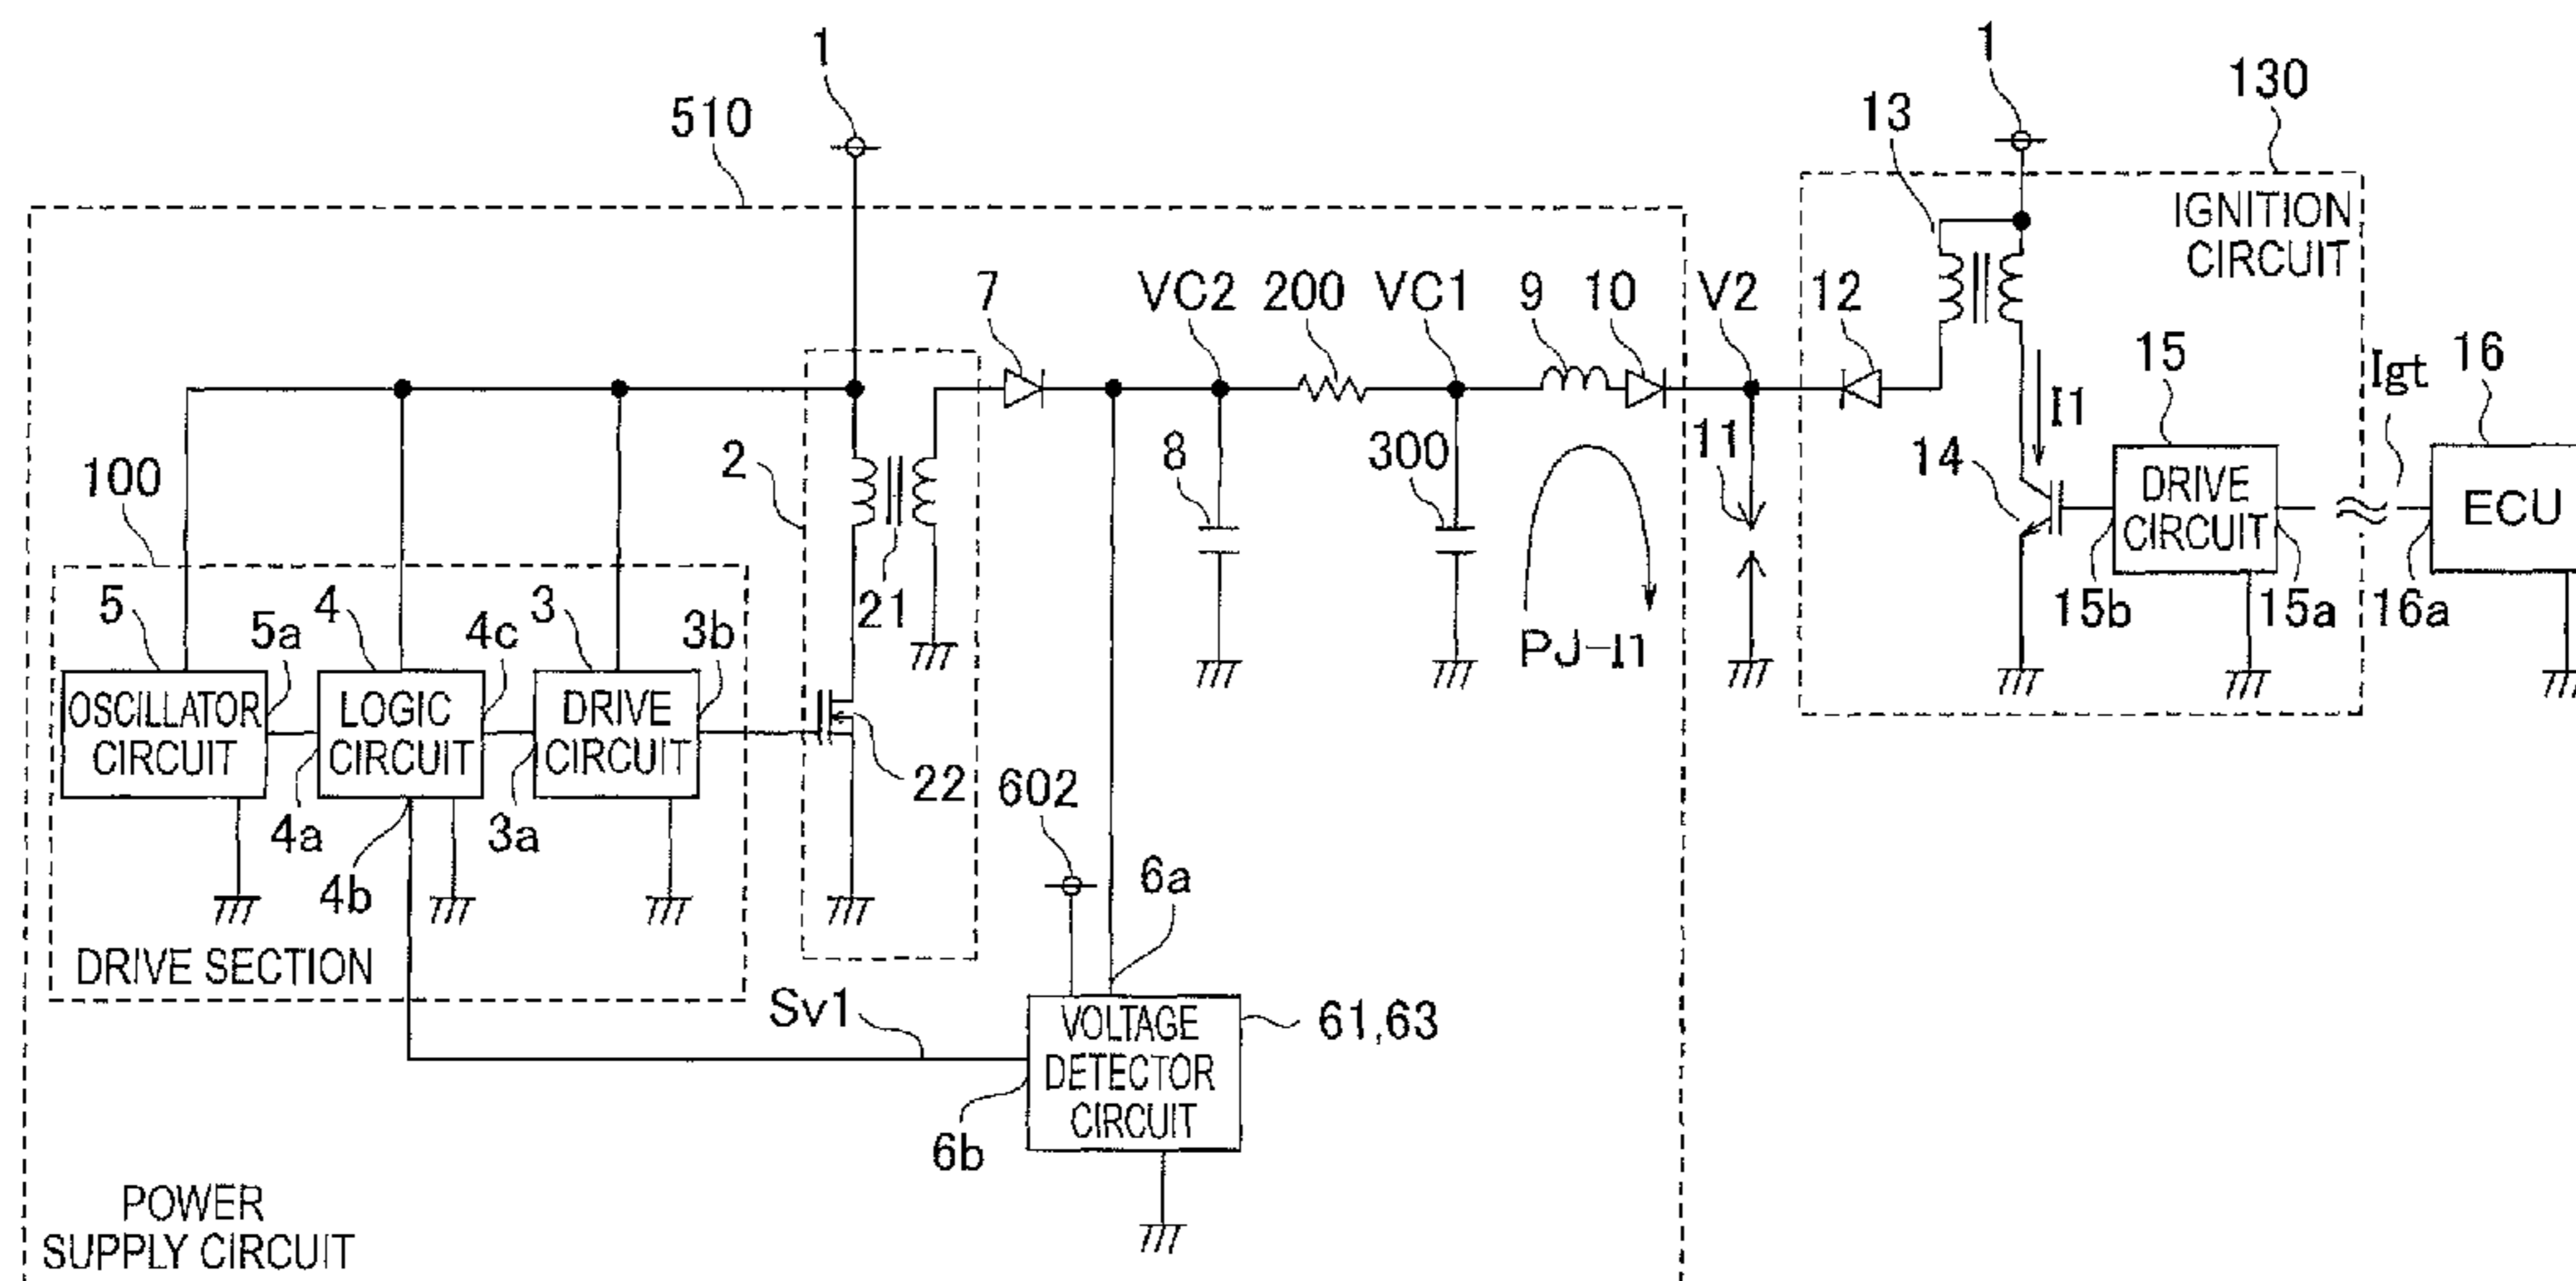 1
1
130
510
13
IGNITION
CIRCUIT
7
VC2
200
VC1
9
10
V2
12
15
Igt
16
I1
2
8
300
11
14
DRIVE
CIRCUIT
ECU
100
21
15b
15a
16a
5
5a
4
4c
3
3b
PJ-I1
OSCILLATOR
CIRCUIT
LOGIC
CIRCUIT
DRIVE
CIRCUIT
22
602
4a
3a
4b
6a
DRIVE SECTION
Sv1
VOLTAGE
DETECTOR
CIRCUIT
61,63
6b
POWER
SUPPLY CIRCUIT